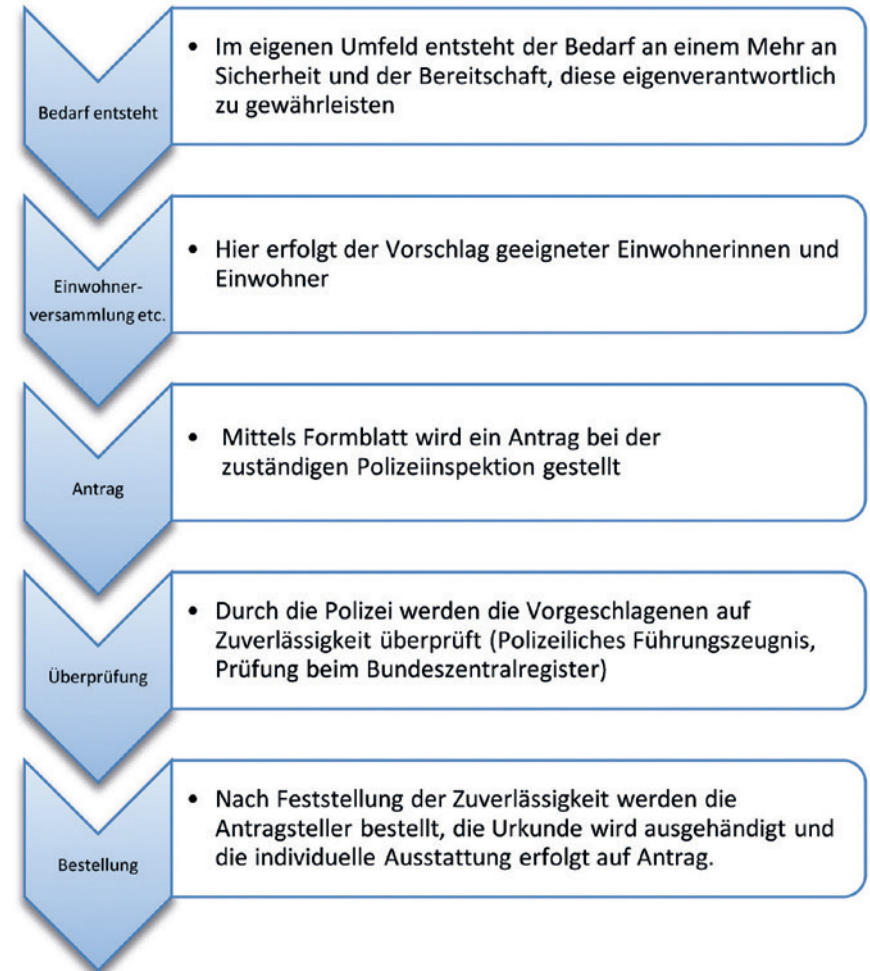 Bedarf entsteht
• Im eigenen Umfeld entsteht der Bedarf an einem Mehr an
Sicherheit und der Bereitschaft, diese eigenverantwortlich
zu gewährleisten
Einwohner-
versammlung etc.
• Hier erfolgt der Vorschlag geeigneter Einwohnerinnen und
Einwohner
Antrag
• Mittels Formblatt wird ein Antrag bei der
zuständigen Polizeiinspektion gestellt
Überprüfung
• Durch die Polizei werden die Vorgeschlagenen auf
Zuverlässigkeit überprüft (Polizeiliches Führungszeugnis,
Prüfung beim Bundeszentralregister)
Bestellung
• Nach Feststellung der Zuverlässigkeit werden die
Antragsteller bestellt, die Urkunde wird ausgehändigt und
die individuelle Ausstattung erfolgt auf Antrag.